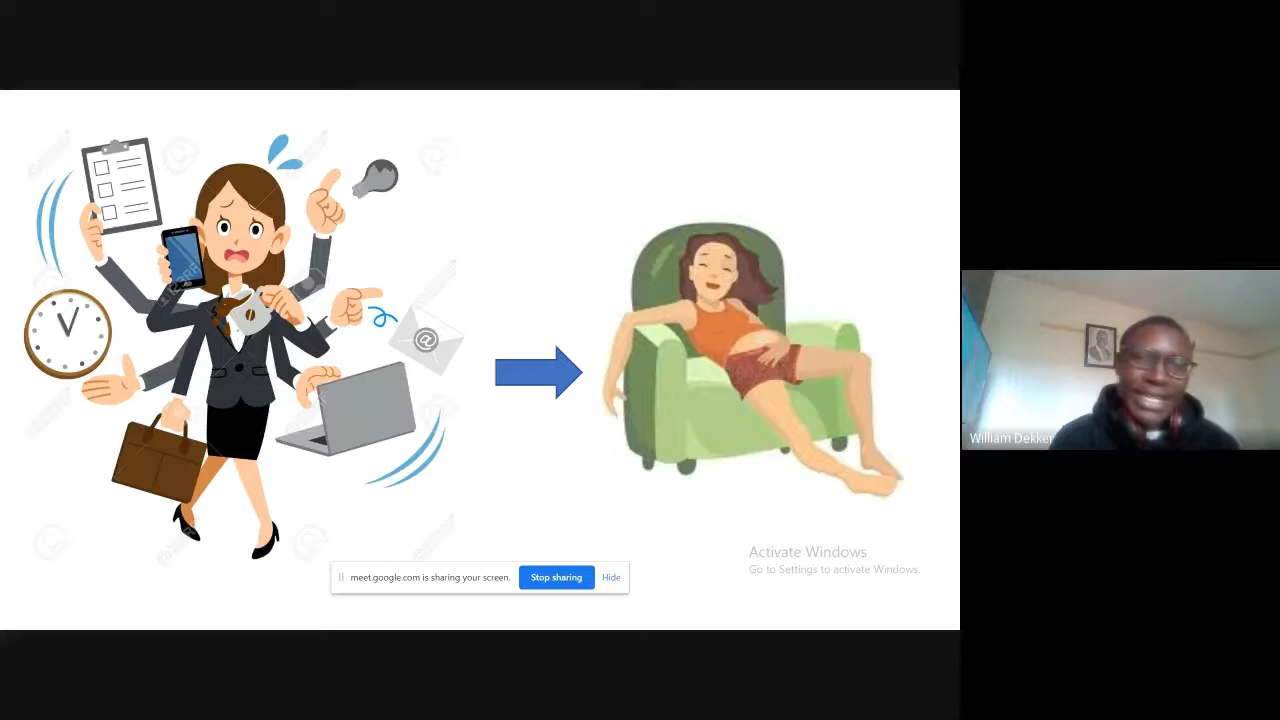 @
meet.google.com is sharing your screen.
Stop sharing
Hide
Activate Windows
Go to Settings to activate Windows.
William Dekker